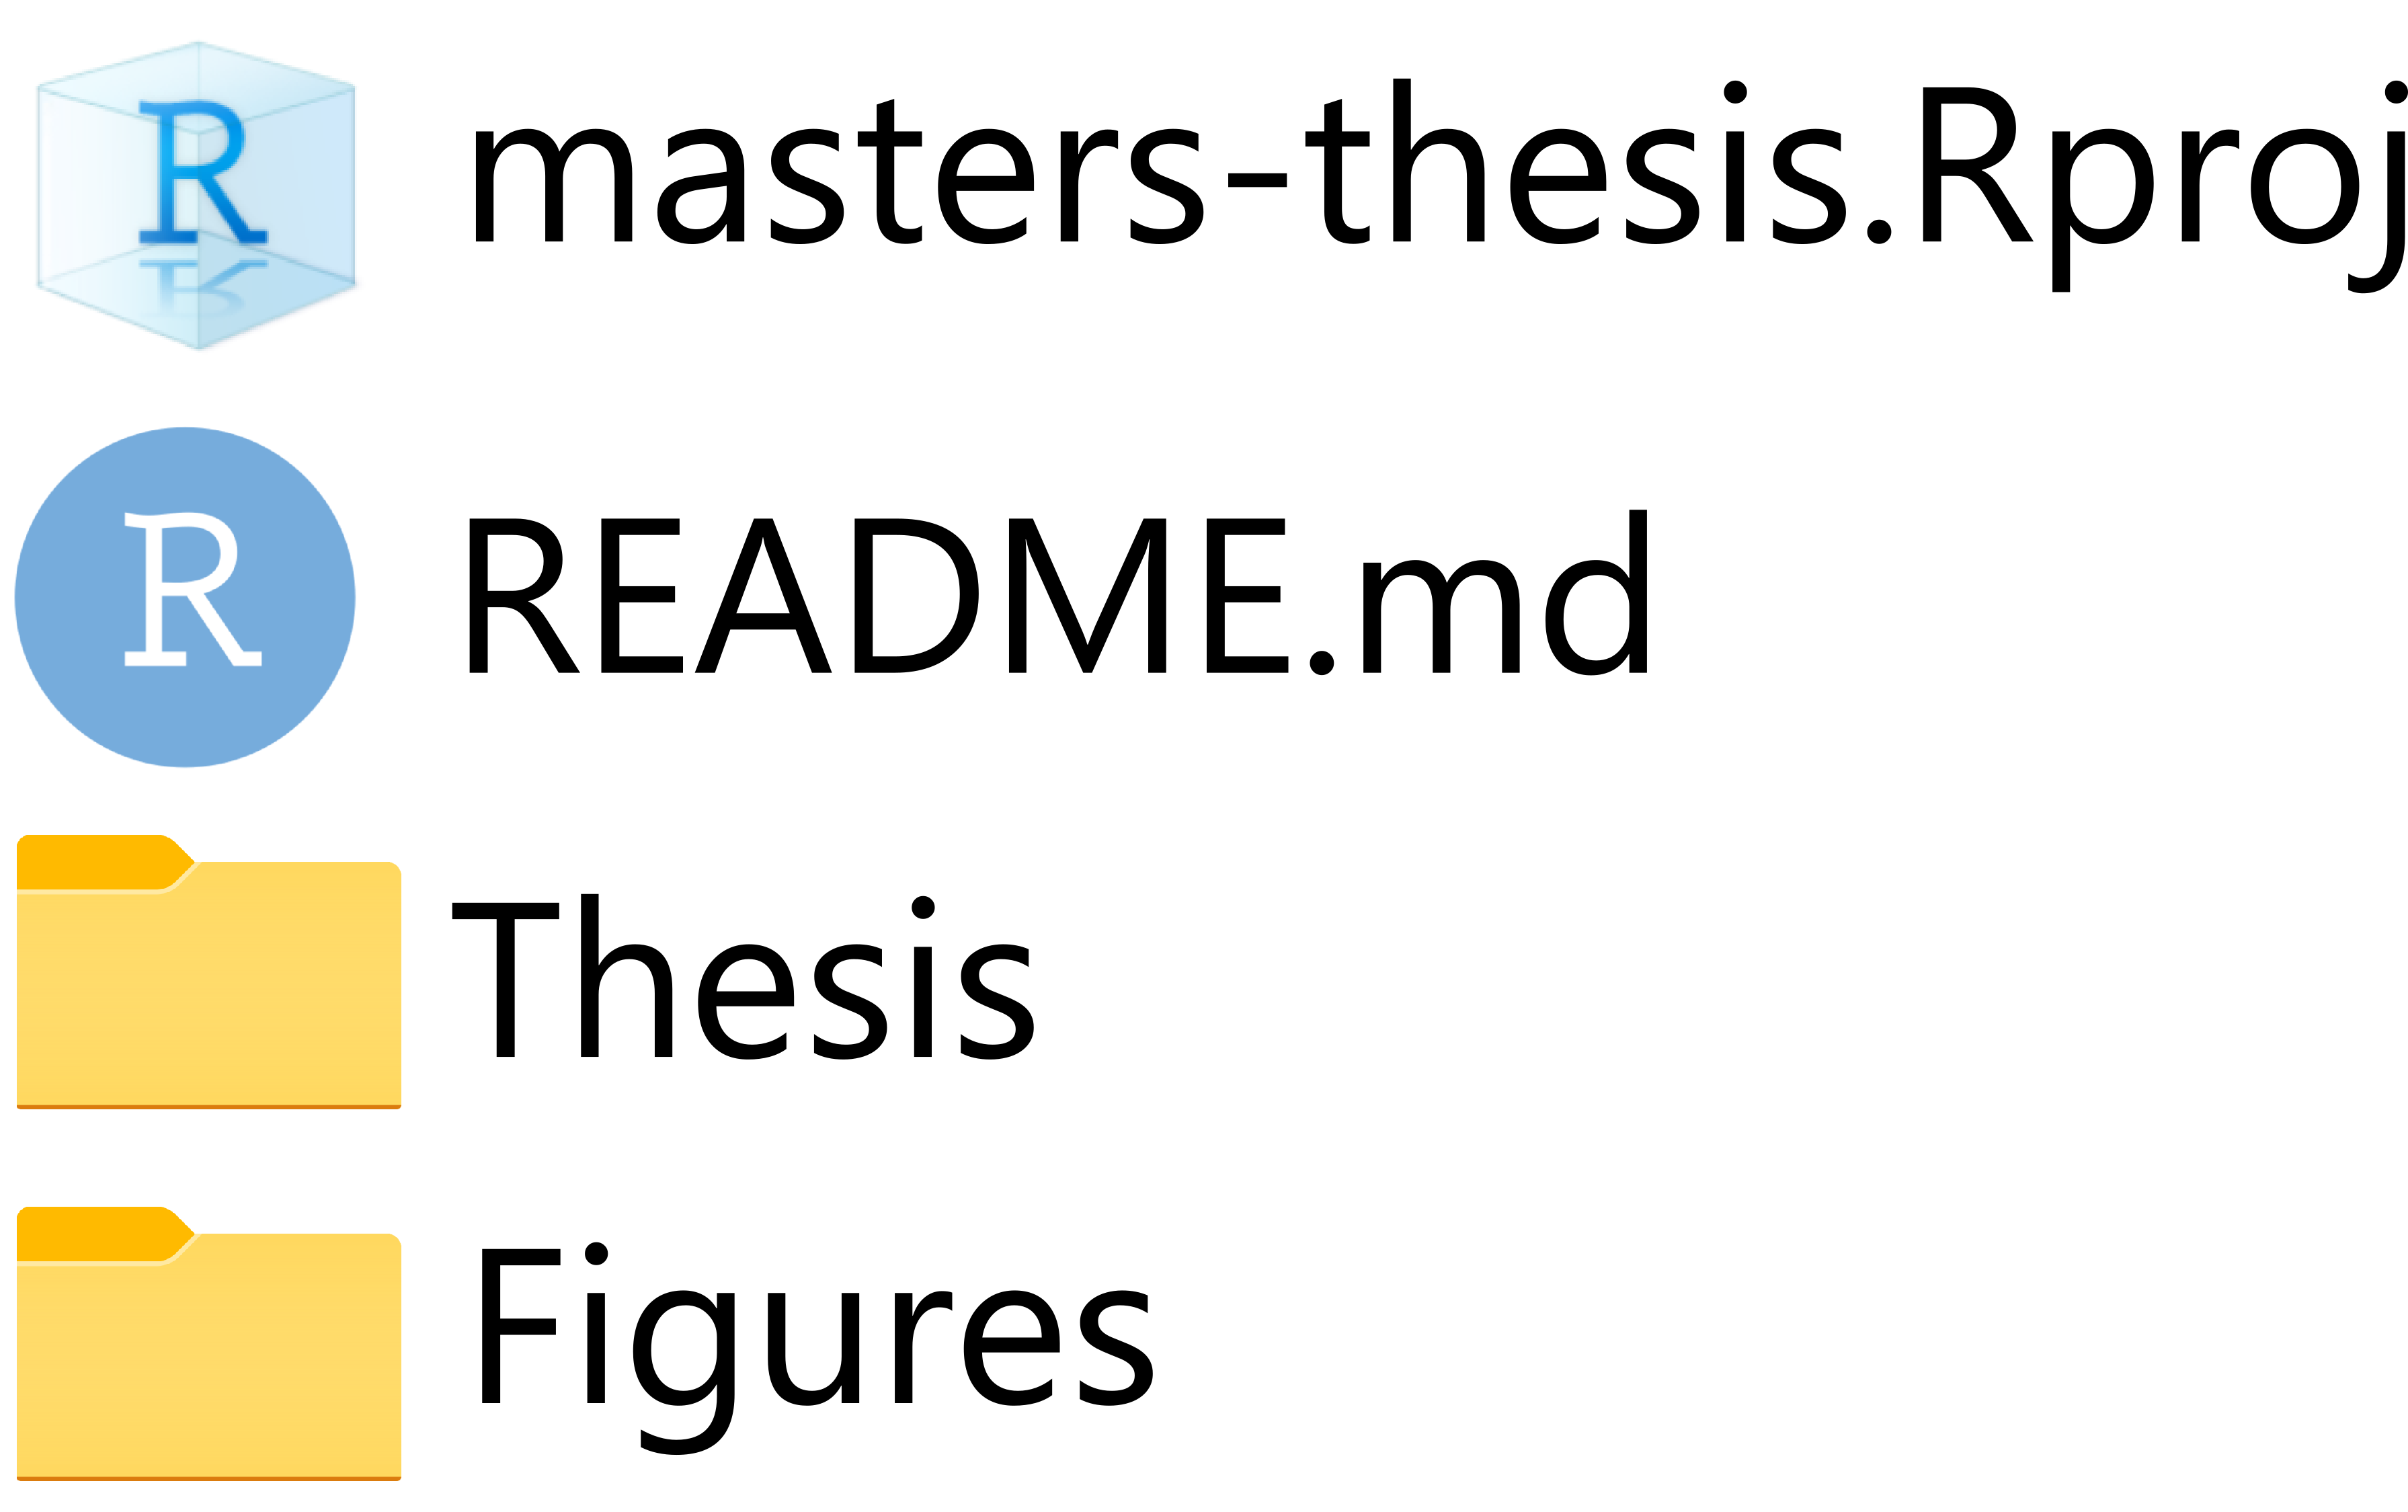 R masters-thesis.Rproj
R README.md
Thesis
Figures